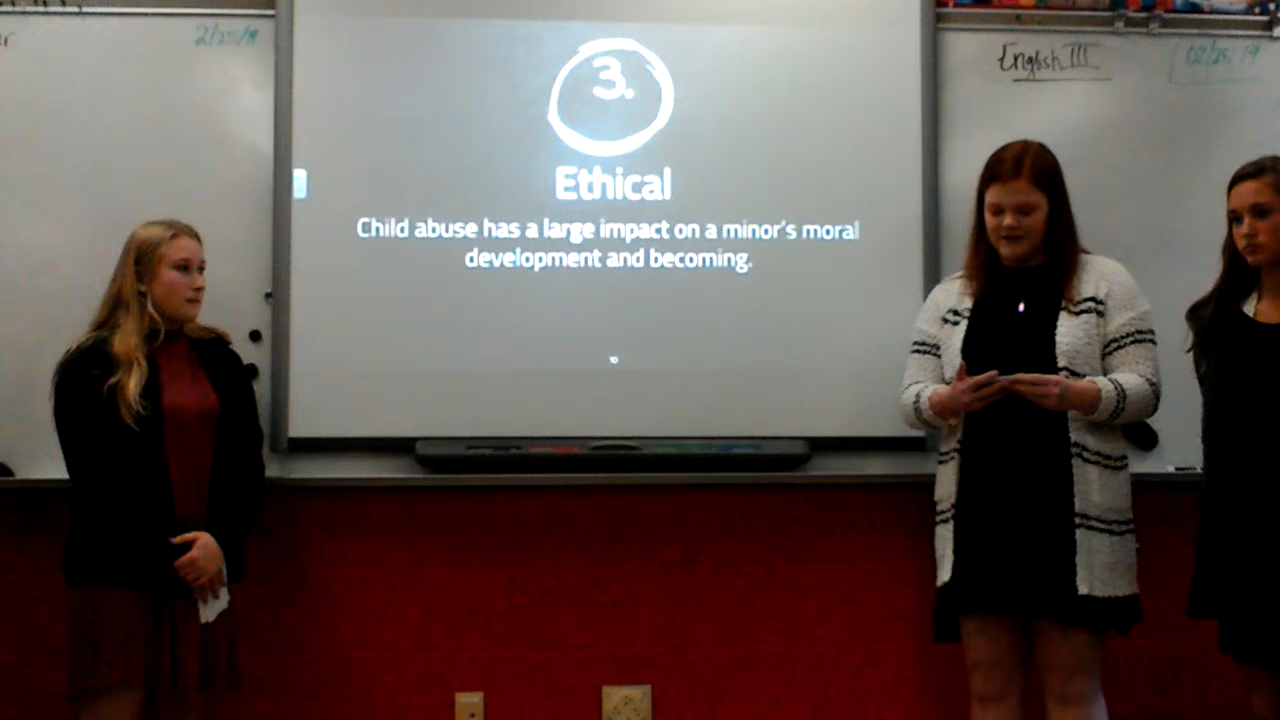 2/25/19
3.
Ethical
Child abuse has a large impact on a minor's moral
development and becoming.
10
English III
02/25/19